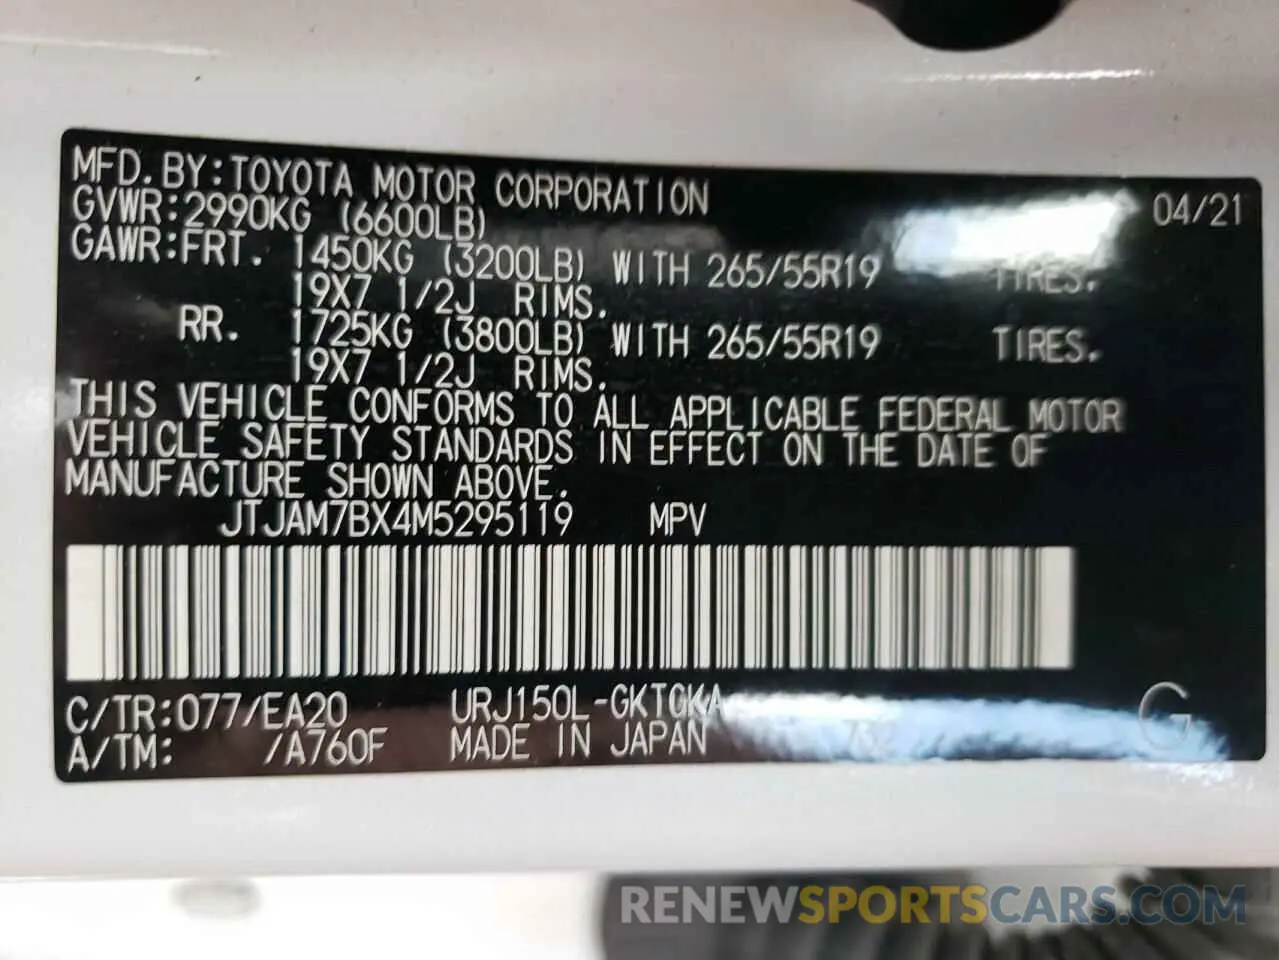 MFD.BY:TOYOTA MOTOR CORPORATION 04/21
GVWR:2990KG (6600LB)
GAWR:FRT. 1450KG (3200LB) WITH 265/55R19 TIRES.
19X7 1/2J RIMS.
RR. 1725KG (3800LB) WITH 265/55R19 TIRES.
19X7 1/2J RIMS.
THIS VEHICLE CONFORMS TO ALL APPLICABLE FEDERAL MOTOR
VEHICLE SAFETY STANDARDS IN EFFECT ON THE DATE OF
MANUFACTURE SHOWN ABOVE.
JTJAM7BX4M5295119 MPV
C/TR:077/EA20 URJ150L-GKTGKA G
A/TM: /A760F MADE IN JAPAN 762
RENEWSPORTSCARS.COM